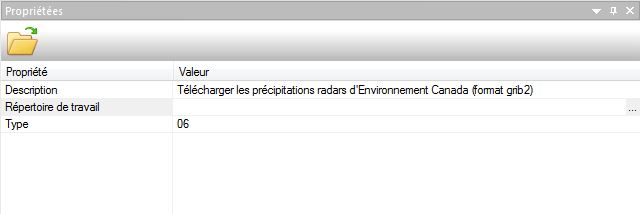 Propriétées
Propriété Valeur
Description Télécharger les précipitations radars d'Environnement Canada (format grib2)
Répertoire de travail ...
Type 06